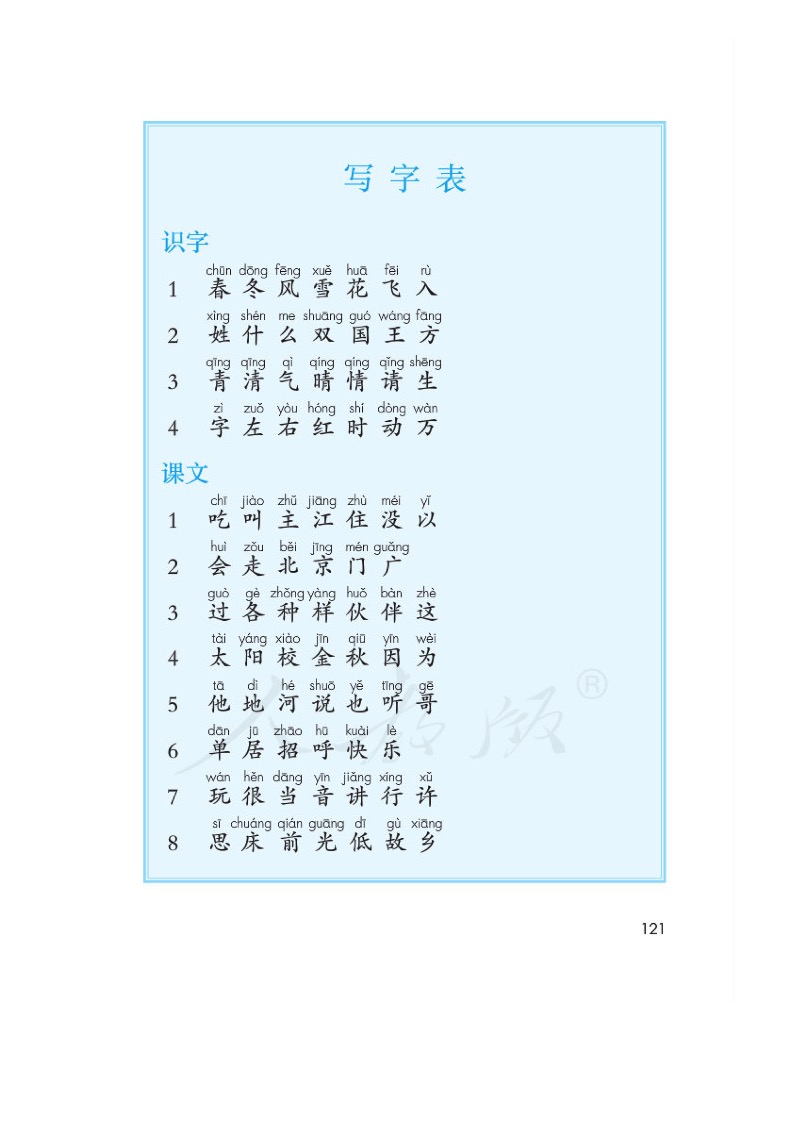 写字表
识字
chūn dōng fēng xuě huā fēi rù
1 春 冬 风 雪 花 飞 入
xìng shén me shuāng guó wáng fāng
2 姓 什 么 双 国 王 方
qīng qīng qì qíng qíng qǐng shēng
3 青 清 气 晴 情 请 生
zì zuǒ yòu hóng shí dòng wàn
4 字 左 右 红 时 动 万
课文
chī jiào zhǔ jiāng zhù méi yǐ
1 吃 叫 主 江 住 没 以
huì zǒu běi jīng mén guǎng
2 会 走 北 京 门 广
guò gè zhǒng yàng huǒ bàn zhè
3 过 各 种 样 伙 伴 这
tài yáng xiào jīn qiū yīn wèi
4 太 阳 校 金 秋 因 为
tā dì hé shuō yě tīng gē
5 他 地 河 说 也 听 哥
dān jū zhāo hū kuài lè
6 单 居 招 呼 快 乐
wán hěn dāng yīn jiǎng xíng xǔ
7 玩 很 当 音 讲 行 许
sī chuáng qián guāng dī gù xiāng
8 思 床 前 光 低 故 乡
人教版®
121